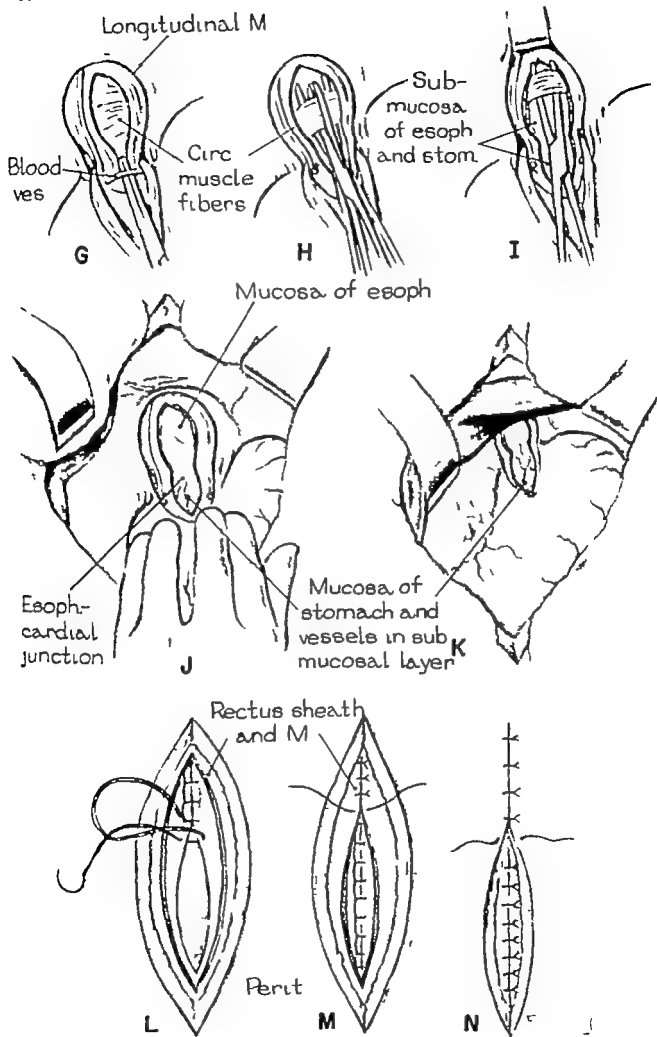 Longitudinal M
Blood
ves
Circ
muscle
fibers
Sub-
mucosa
of esoph
and stom
G
H
I
Mucosa of esoph
Esoph-
cardial
junction
Mucosa of
stomach and
vessels in sub
mucosal layer
J
K
Rectus sheath
and M
Perit
L
M
N